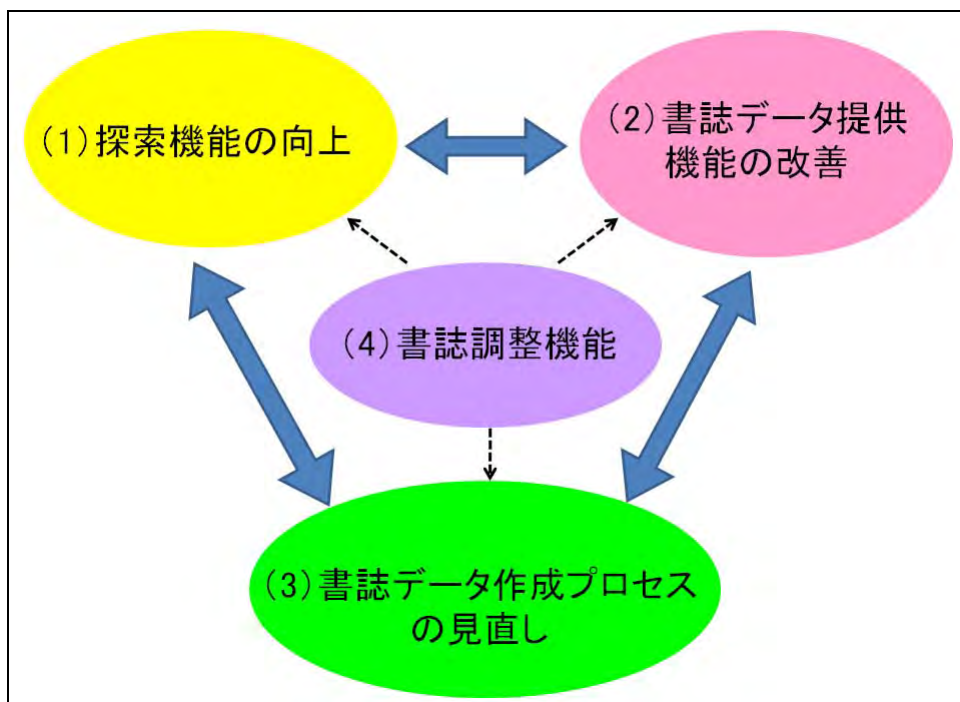 (1)探索機能の向上
(2)書誌データ提供
機能の改善
(4)書誌調整機能
(3)書誌データ作成プロセス
の見直し